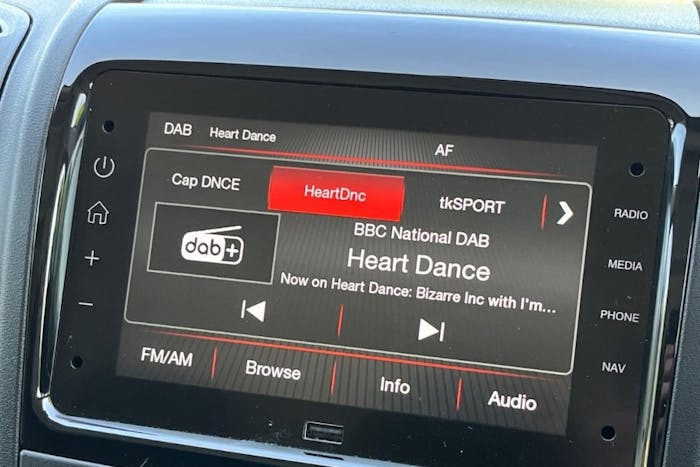 DAB Heart Dance AF
Cap DNCE HeartDnc tkSPORT
dab+
BBC National DAB
Heart Dance
Now on Heart Dance: Bizarre Inc with I'm...
FM/AM Browse Info Audio
RADIO
MEDIA
PHONE
NAV